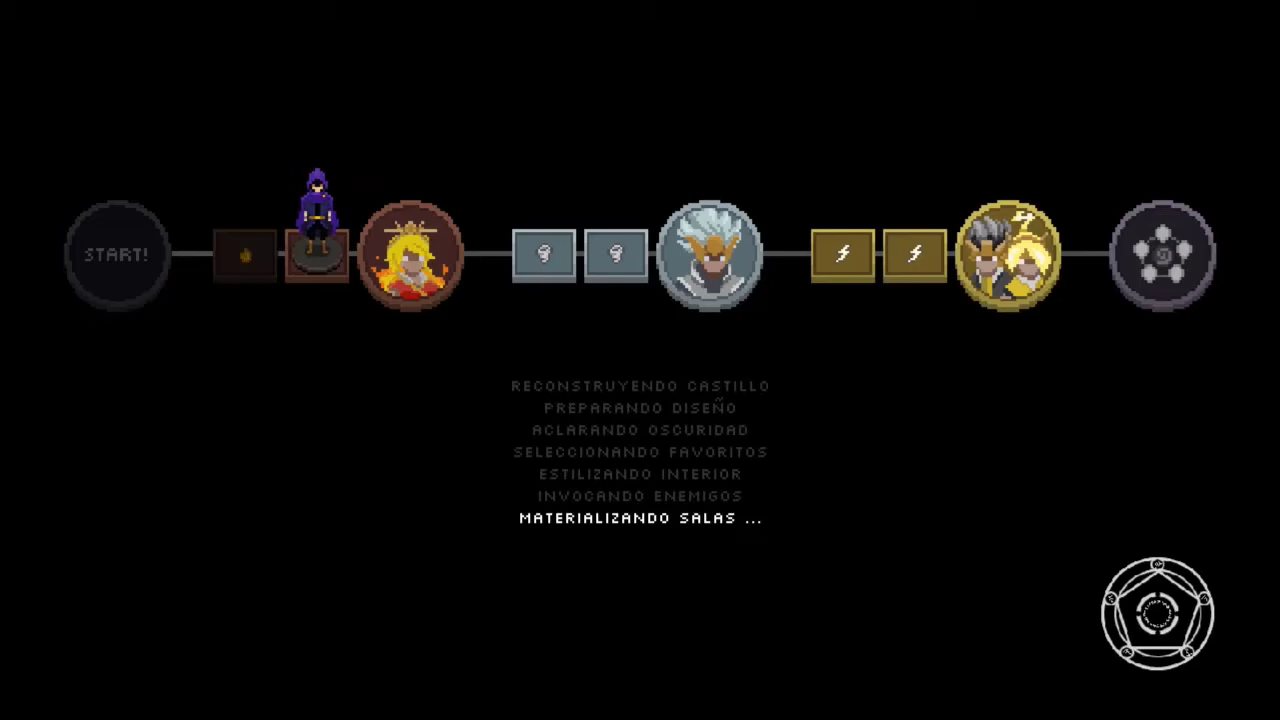 START!
RECONSTRUYENDO CASTILLO
PREPARANDO DISEÑO
ACLARANDO OSCURIDAD
SELECCIONANDO FAVORITOS
ESTILIZANDO INTERIOR
INVOCANDO ENEMIGOS
MATERIALIZANDO SALAS ...